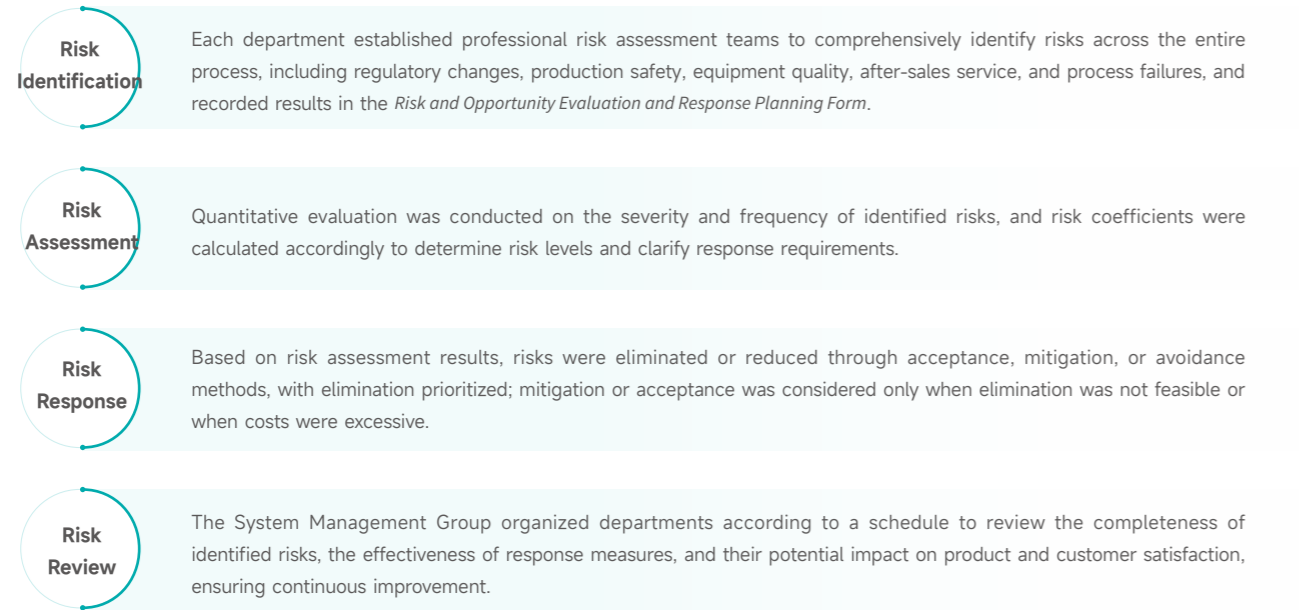 Risk
Identification
Each department established professional risk assessment teams to comprehensively identify risks across the entire
process, including regulatory changes, production safety, equipment quality, after-sales service, and process failures, and
recorded results in the Risk and Opportunity Evaluation and Response Planning Form.
Risk
Assessment
Quantitative evaluation was conducted on the severity and frequency of identified risks, and risk coefficients were
calculated accordingly to determine risk levels and clarify response requirements.
Risk
Response
Based on risk assessment results, risks were eliminated or reduced through acceptance, mitigation, or avoidance
methods, with elimination prioritized; mitigation or acceptance was considered only when elimination was not feasible or
when costs were excessive.
Risk
Review
The System Management Group organized departments according to a schedule to review the completeness of
identified risks, the effectiveness of response measures, and their potential impact on product and customer satisfaction,
ensuring continuous improvement.